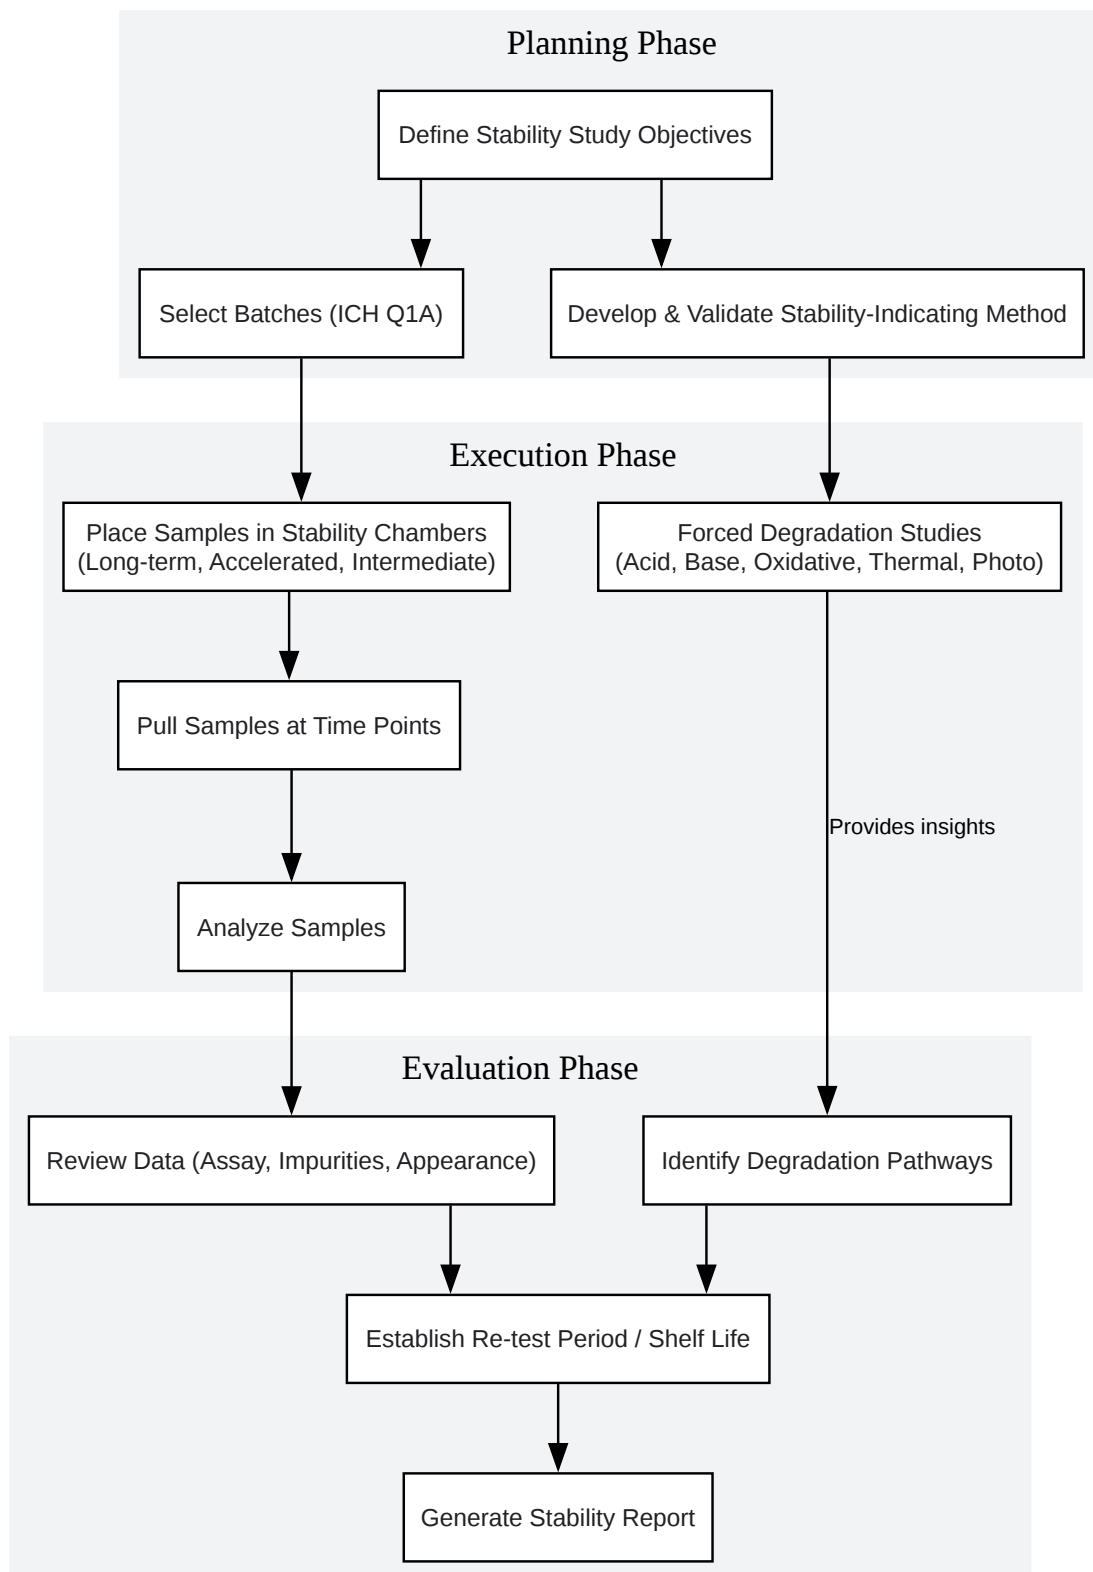 Planning Phase
Define Stability Study Objectives
Select Batches (ICH Q1A)
Develop & Validate Stability-Indicating Method
Execution Phase
Place Samples in Stability Chambers
(Long-term, Accelerated, Intermediate)
Forced Degradation Studies
(Acid, Base, Oxidative, Thermal, Photo)
Pull Samples at Time Points
Provides insights
Analyze Samples
Evaluation Phase
Review Data (Assay, Impurities, Appearance)
Identify Degradation Pathways
Establish Re-test Period / Shelf Life
Generate Stability Report